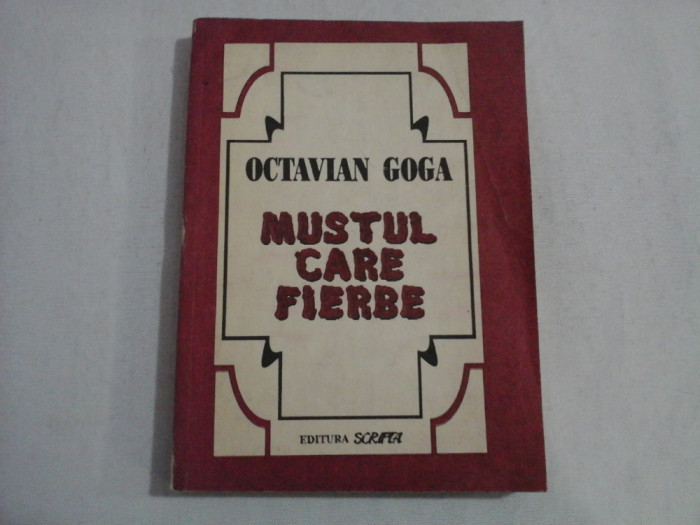 OCTAVIAN GOGA
MUSTUL
CARE
FIERBE
EDITURA SCRIPTA